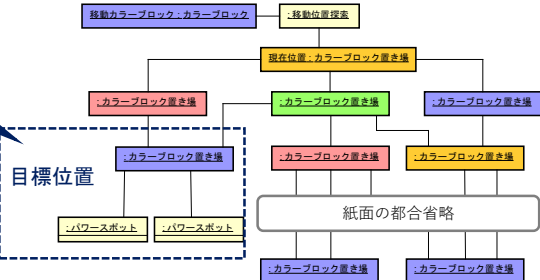 移動カラーブロック : カラーブロック
: 移動位置探索
現在位置 : カラーブロック置き場
: カラーブロック置き場
: カラーブロック置き場
: カラーブロック置き場
: カラーブロック置き場
目標位置
: カラーブロック置き場
: カラーブロック置き場
: パワースポット
: パワースポット
紙面の都合省略
: カラーブロック置き場
: カラーブロック置き場